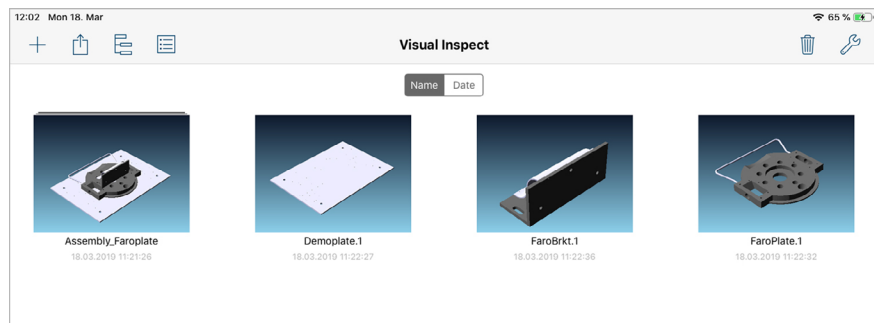 12:02 Mon 18. Mar
65 %
Visual Inspect
Name Date
Assembly_Faroplate
18.03.2019 11:21:26
Demoplate.1
18.03.2019 11:22:27
FaroBrkt.1
18.03.2019 11:22:36
FaroPlate.1
18.03.2019 11:22:32